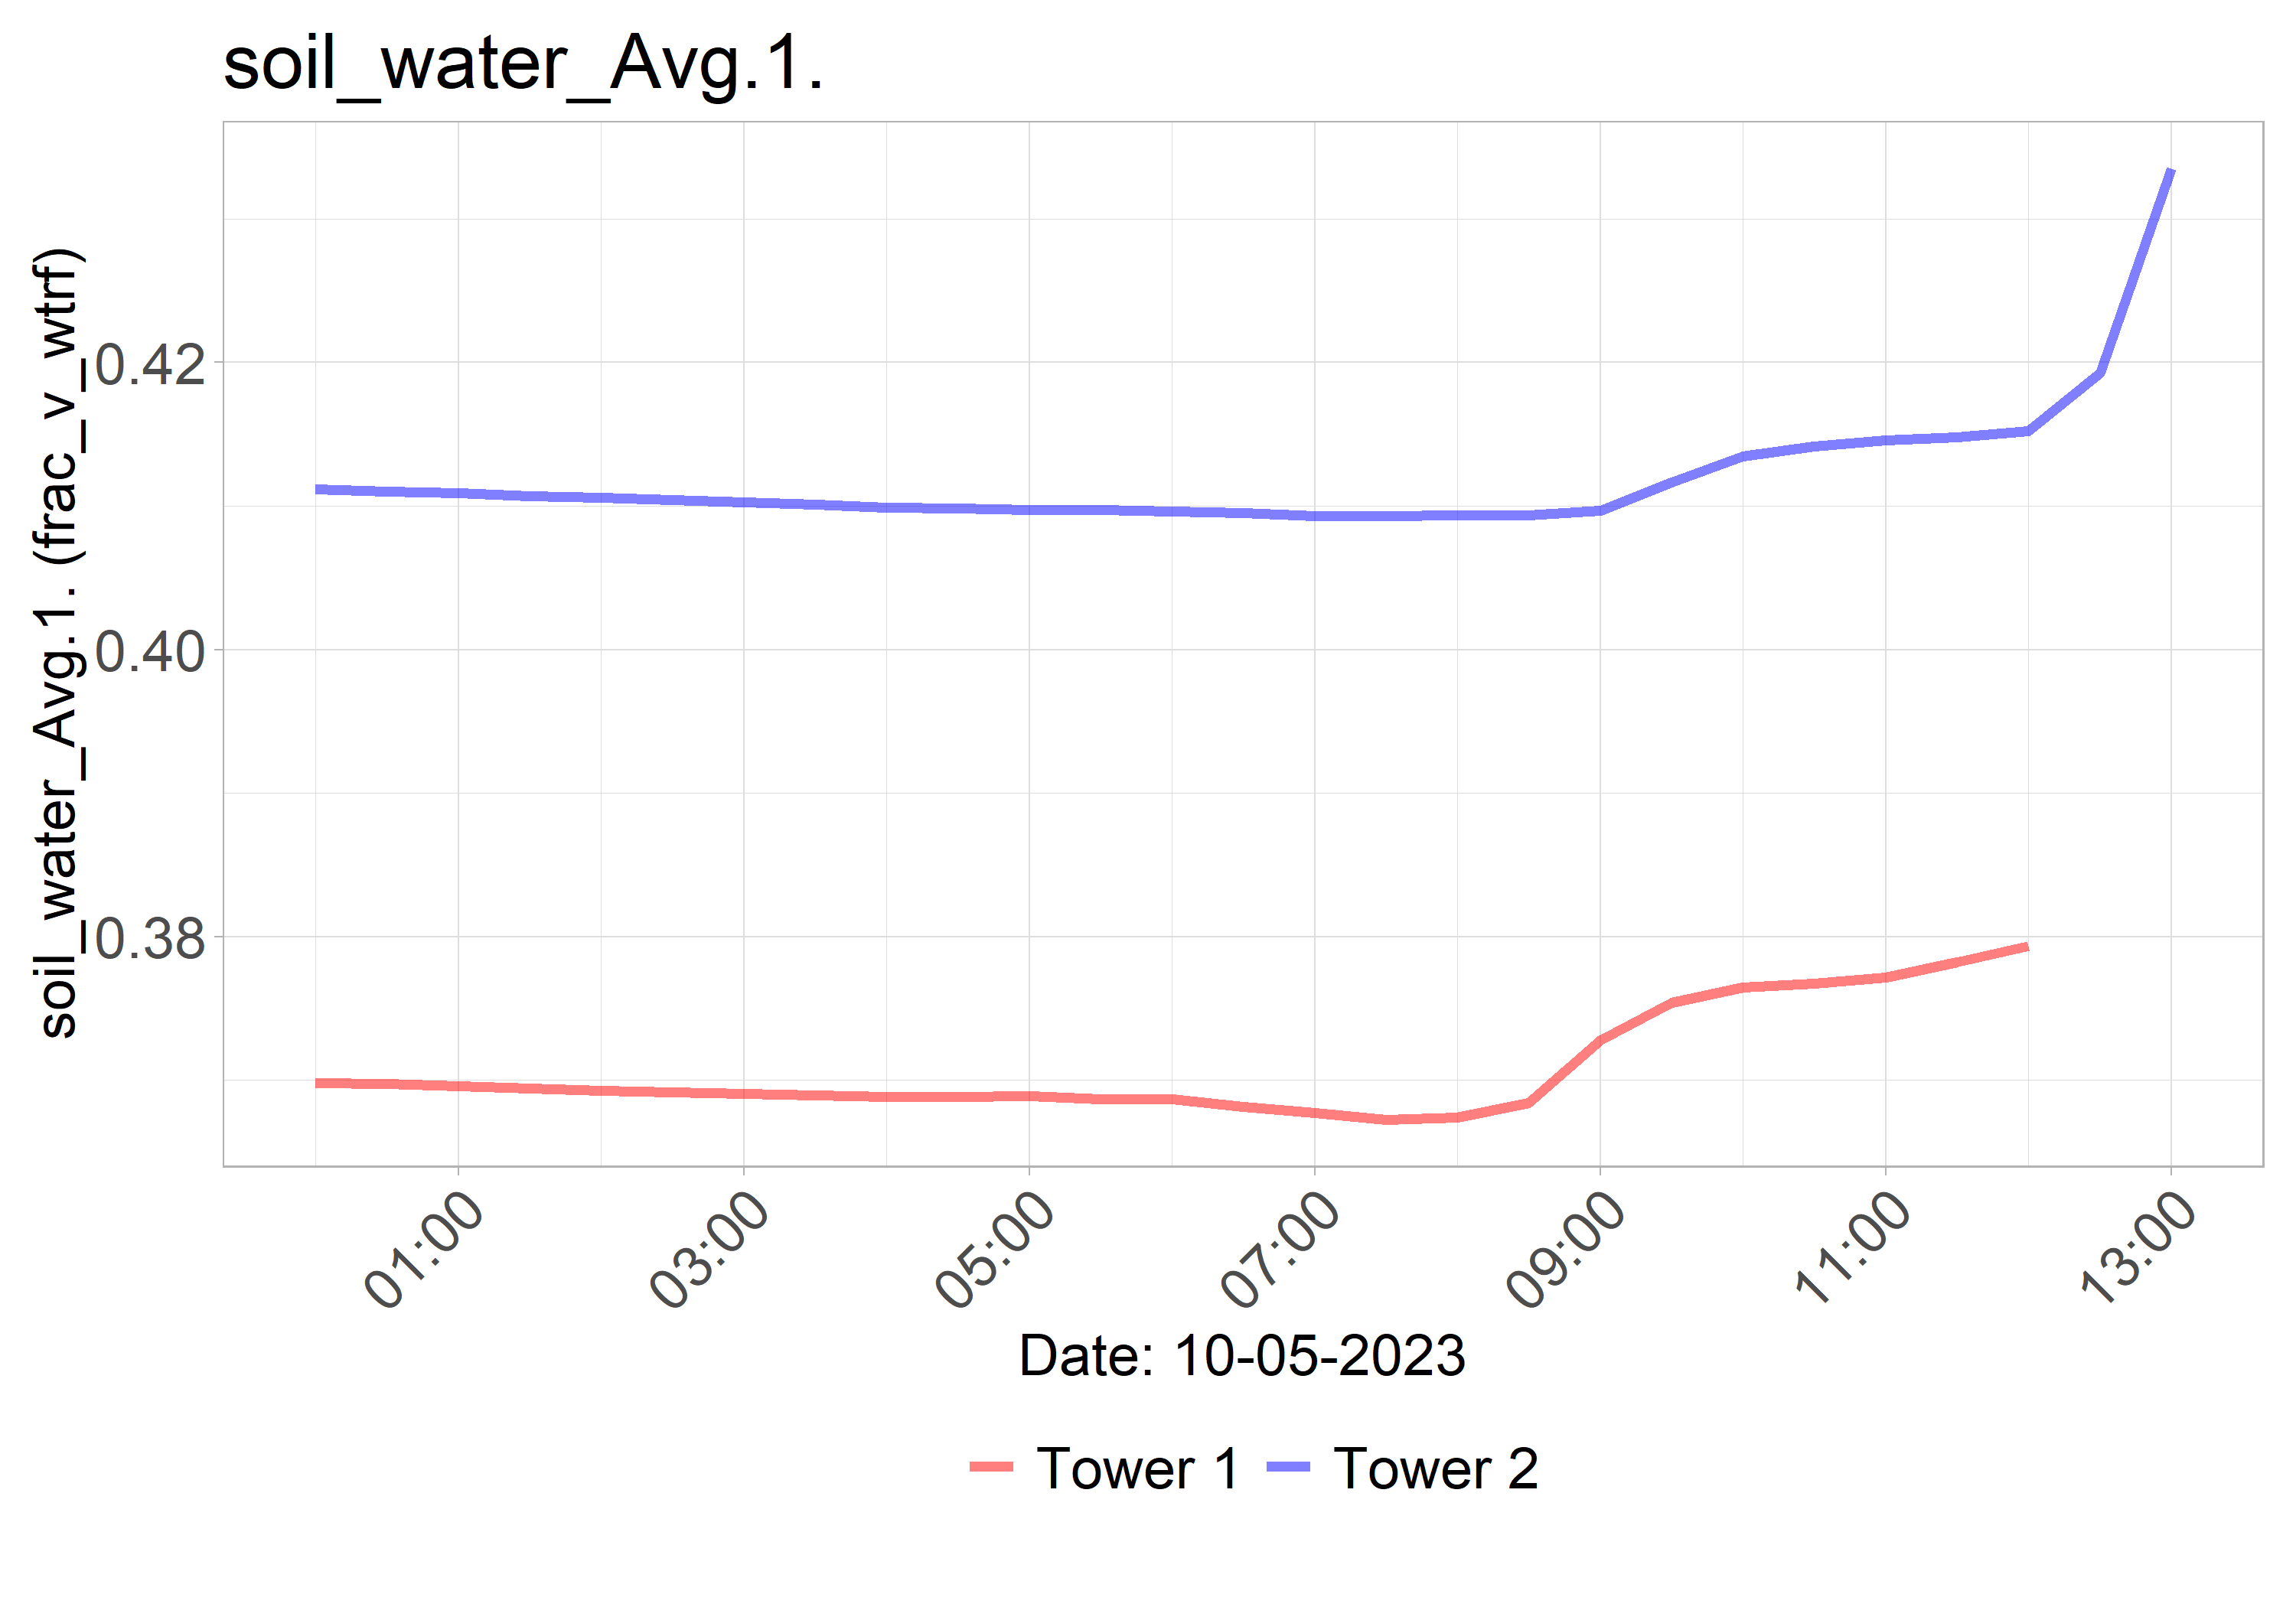 soil_water_Avg.1.
soil_water_Avg.1. (frac_v_wtrf)
0.42
0.40
0.38
01:00
03:00
05:00
07:00
09:00
11:00
13:00
Date: 10-05-2023
Tower 1
Tower 2